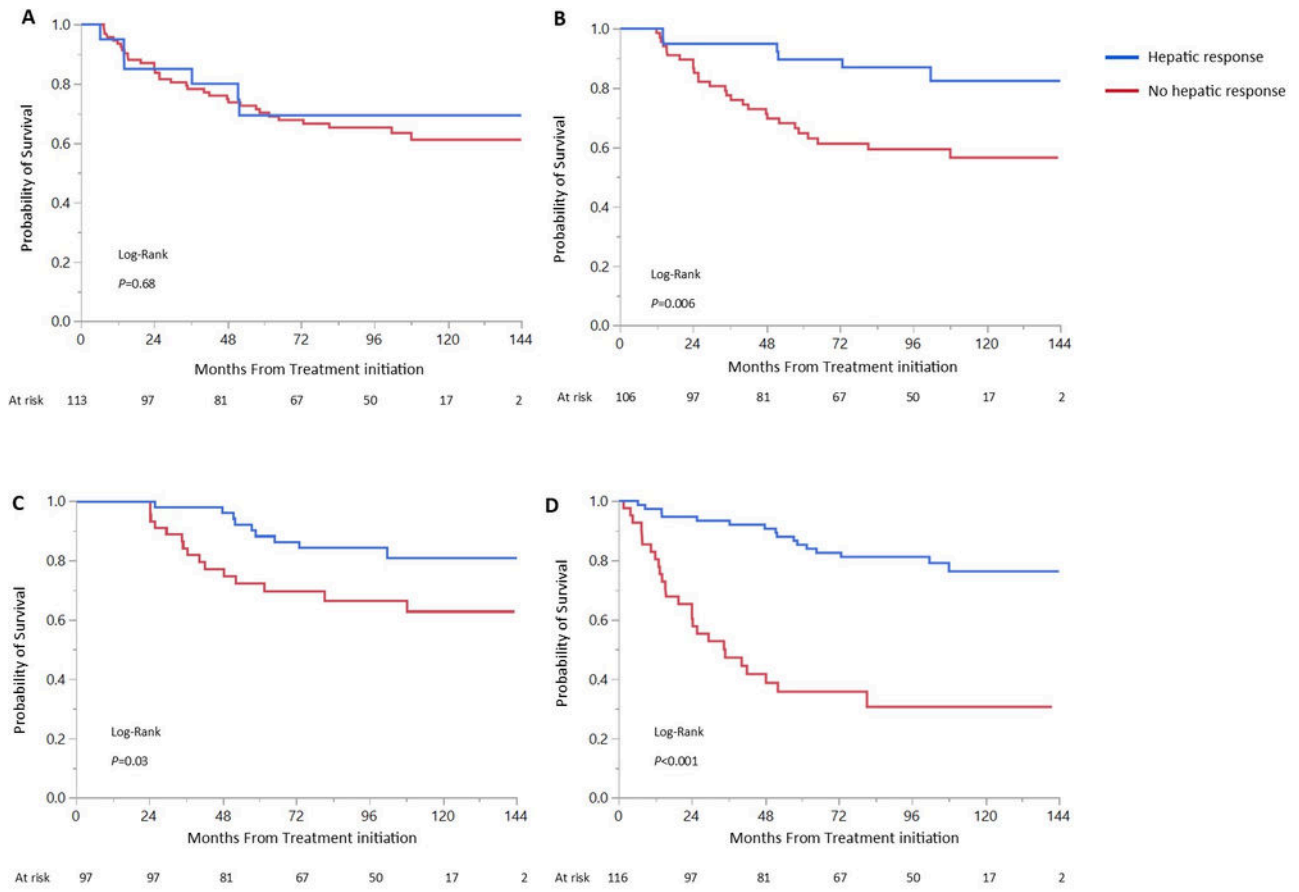 A
1.0
0.8
0.6
0.4
0.2
0.0
Probability of Survival
Log-Rank
P=0.68
0 24 48 72 96 120 144
Months From Treatment initiation
At risk 113 97 81 67 50 17 2
B
1.0
0.8
0.6
0.4
0.2
0.0
Probability of Survival
Log-Rank
P=0.006
0 24 48 72 96 120 144
Months From Treatment initiation
At risk 106 97 81 67 50 17 2
Hepatic response
No hepatic response
C
1.0
0.8
0.6
0.4
0.2
0.0
Probability of Survival
Log-Rank
P=0.03
0 24 48 72 96 120 144
Months From Treatment initiation
At risk 97 97 81 67 50 17 2
D
1.0
0.8
0.6
0.4
0.2
0.0
Probability of Survival
Log-Rank
P<0.001
0 24 48 72 96 120 144
Months From Treatment initiation
At risk 116 97 81 67 50 17 2